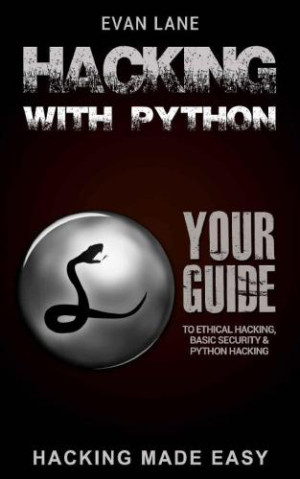 EVAN LANE
HACKING
WITH PYTHON
YOUR
GUIDE
TO ETHICAL HACKING,
BASIC SECURITY &
PYTHON HACKING
HACKING MADE EASY